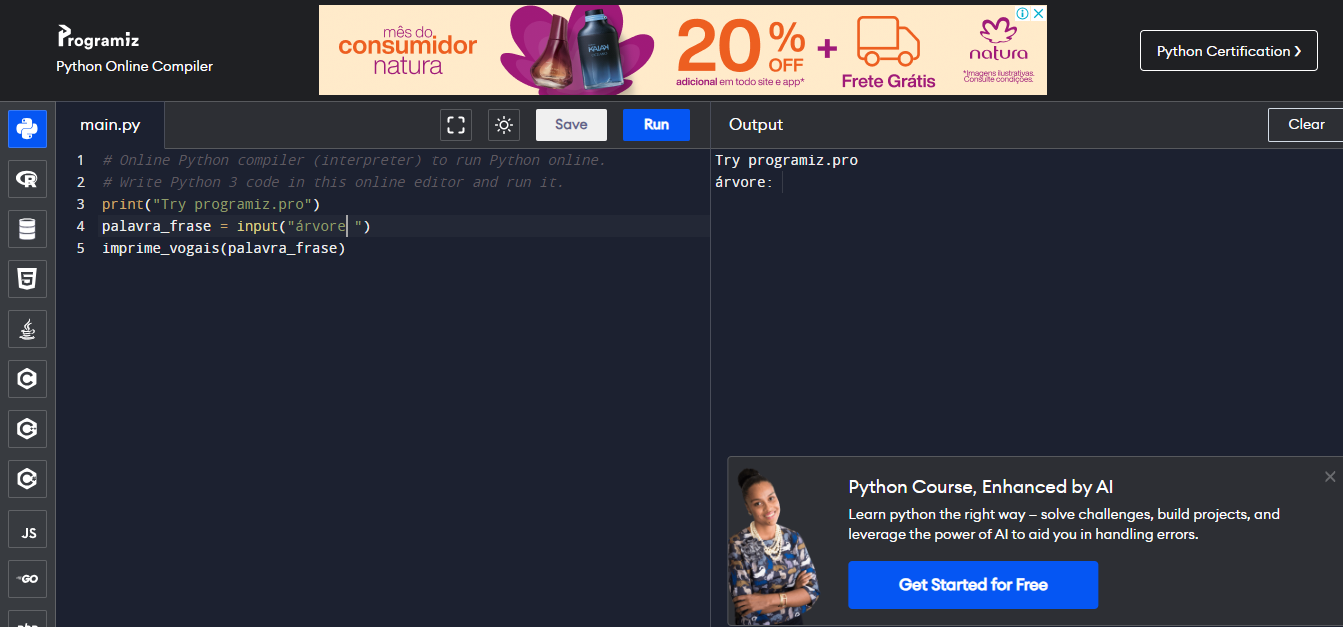 Programiz
Python Online Compiler
mês do
consumidor
natura
KAIAK
20% OFF
adicional em todo site e app*
+
Frete Grátis
natura
*Imagens ilustrativas.
Consulte condições.
Python Certification
main.py
Save
Run
Output
Clear
1 # Online Python compiler (interpreter) to run Python online.
2 # Write Python 3 code in this online editor and run it.
3 print("Try programiz.pro")
4 palavra_frase = input("árvore ")
5 imprime_vogais(palavra_frase)
Try programiz.pro
árvore:
R
5
C
C
C
JS
GO
php
Python Course, Enhanced by AI
Learn python the right way – solve challenges, build projects, and
leverage the power of AI to aid you in handling errors.
Get Started for Free